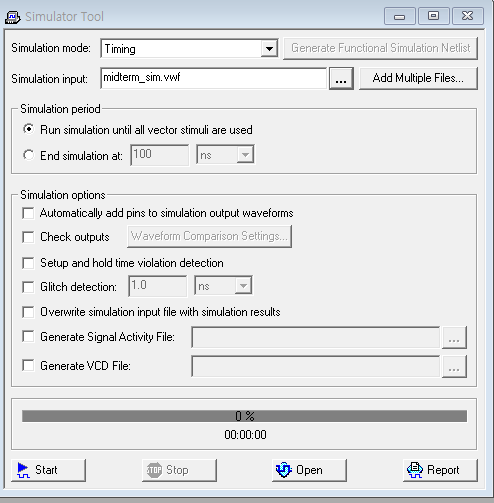 Simulator Tool
Simulation mode: Timing Generate Functional Simulation Netlist
Simulation input: midterm_sim.vwf ... Add Multiple Files...
Simulation period
Run simulation until all vector stimuli are used
End simulation at: 100 ns
Simulation options
Automatically add pins to simulation output waveforms
Check outputs Waveform Comparison Settings...
Setup and hold time violation detection
Glitch detection: 1.0 ns
Overwrite simulation input file with simulation results
Generate Signal Activity File: ...
Generate VCD File: ...
0 %
00:00:00
Start STOP Stop Open Report